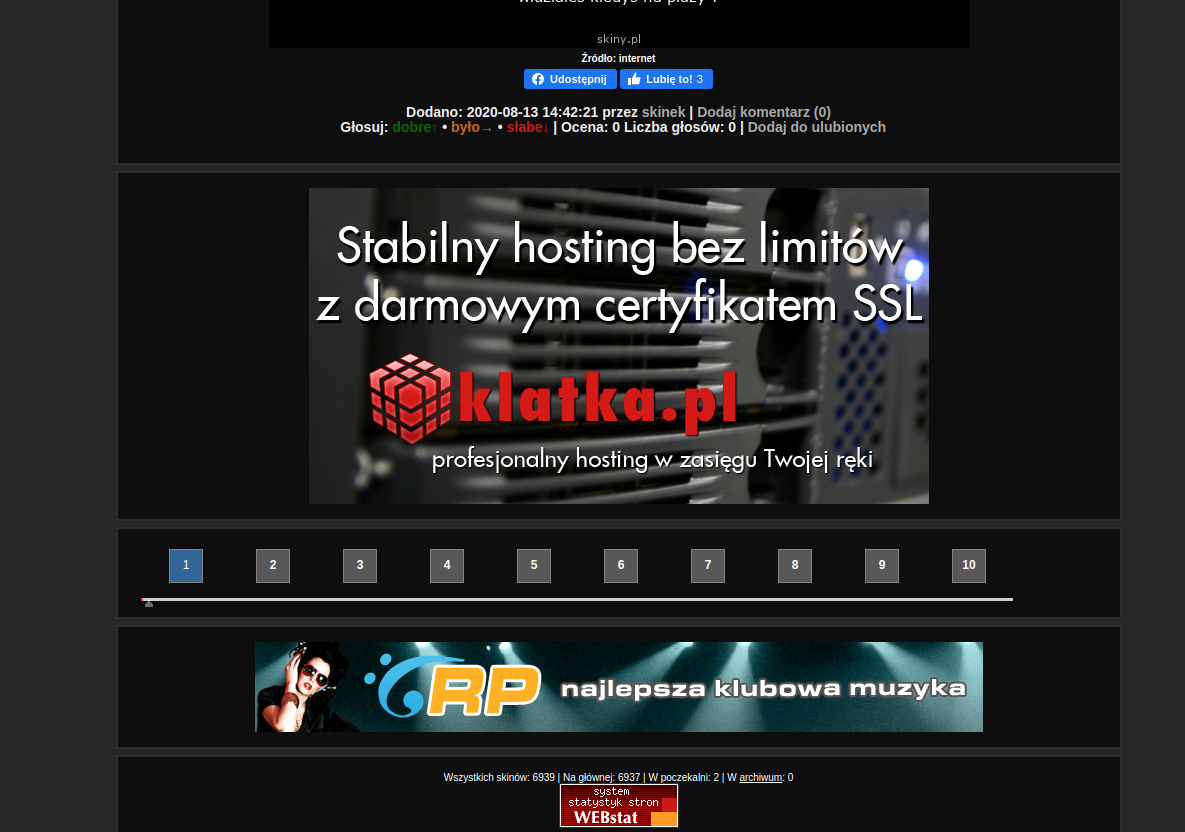 skiny.pl
Źródło: internet
Udostępnij Lubię to! 3
Dodano: 2020-08-13 14:42:21 przez skinek | Dodaj komentarz (0)
Głosuj: dobre↑ • było→ • słabe↓ | Ocena: 0 Liczba głosów: 0 | Dodaj do ulubionych
Stabilny hosting bez limitów
z darmowym certyfikatem SSL
klatka.pl
profesjonalny hosting w zasięgu Twojej ręki
1 2 3 4 5 6 7 8 9 10
RP najlepsza klubowa muzyka
Wszystkich skinów: 6939 | Na głównej: 6937 | W poczekalni: 2 | W archiwum: 0
system
statystyk stron
WEBstat